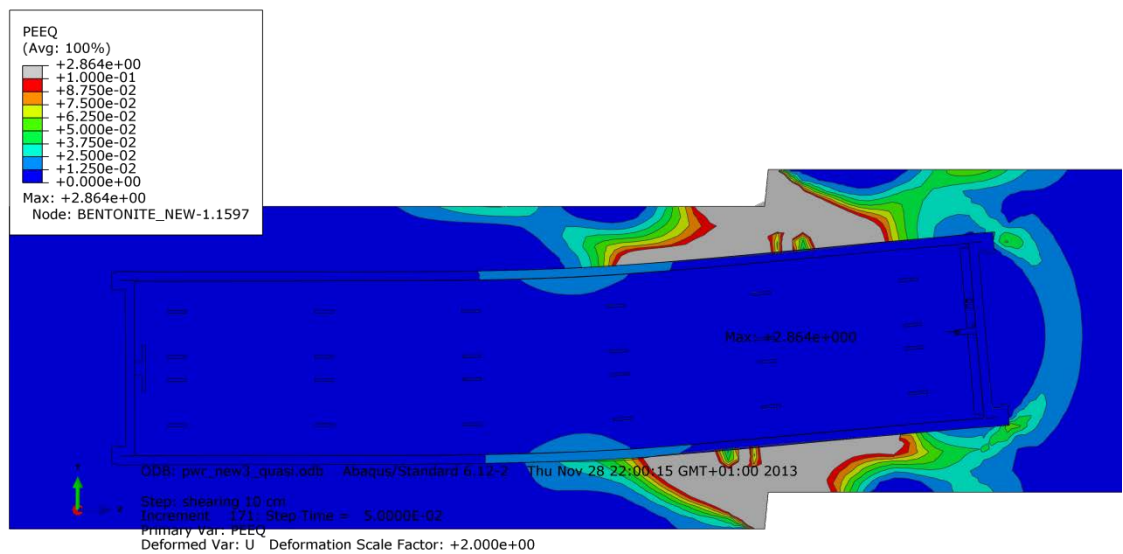 PEEQ
(Avg: 100%)
+2.864e+00
+1.000e-01
+8.750e-02
+7.500e-02
+6.250e-02
+5.000e-02
+3.750e-02
+2.500e-02
+1.250e-02
+0.000e+00
Max: +2.864e+00
Node: BENTONITE_NEW-1.1597
Max: +2.864e+000
ODB: pwr_new3_quasi.odb Abaqus/Standard 6.12-2 Thu Nov 28 22:00:15 GMT+01:00 2013
Y
X
Step: shearing 10 cm
Increment 171: Step Time = 5.0000E-02
Primary Var: PEEQ
Deformed Var: U Deformation Scale Factor: +2.000e+00